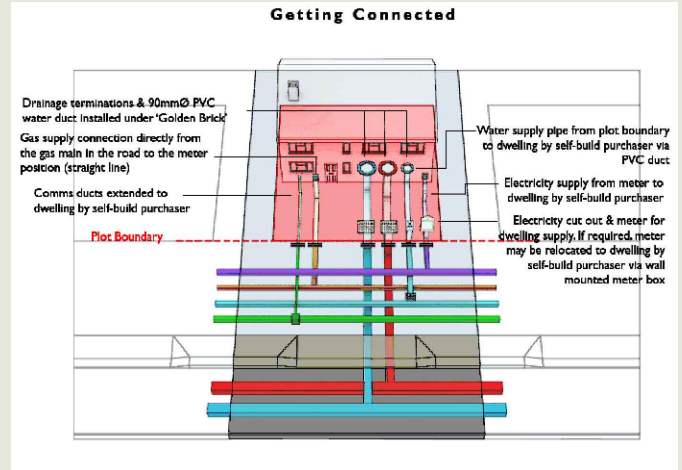 Getting Connected
Drainage terminations & 90mmØ PVC
water duct installed under 'Golden Brick'
Gas supply connection directly from
the gas main in the road to the meter
position (straight line)
Comms ducts extended to
dwelling by self-build purchaser
Plot Boundary
Water supply pipe from plot boundary
to dwelling by self-build purchaser via
PVC duct
Electricity supply from meter to
dwelling by self-build purchaser
Electricity cut out & meter for
dwelling supply. If required, meter
may be relocated to dwelling by
self-build purchaser via wall
mounted meter box